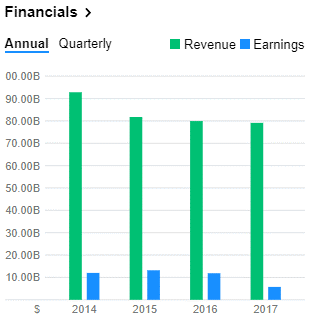 Financials >
Annual Quarterly Revenue Earnings
00.00B
90.00B
80.00B
70.00B
60.00B
50.00B
40.00B
30.00B
20.00B
10.00B
$ 2014 2015 2016 2017